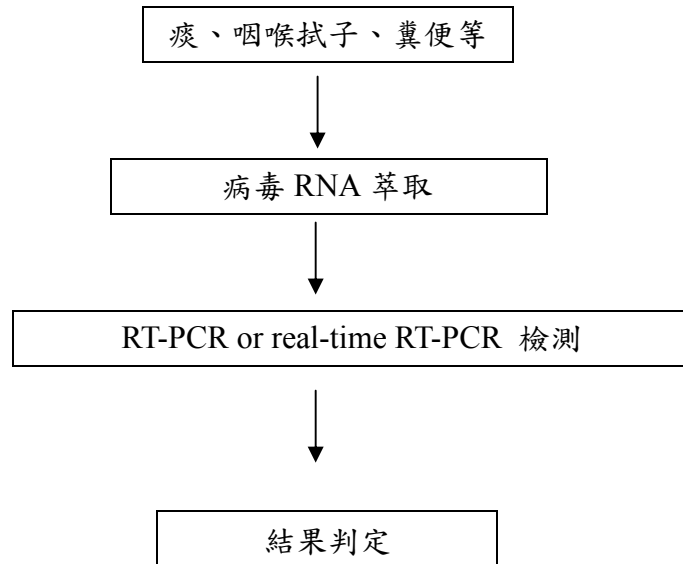 痰、咽喉拭子、糞便等
病毒 RNA 萃取
RT-PCR or real-time RT-PCR 檢測
結果判定